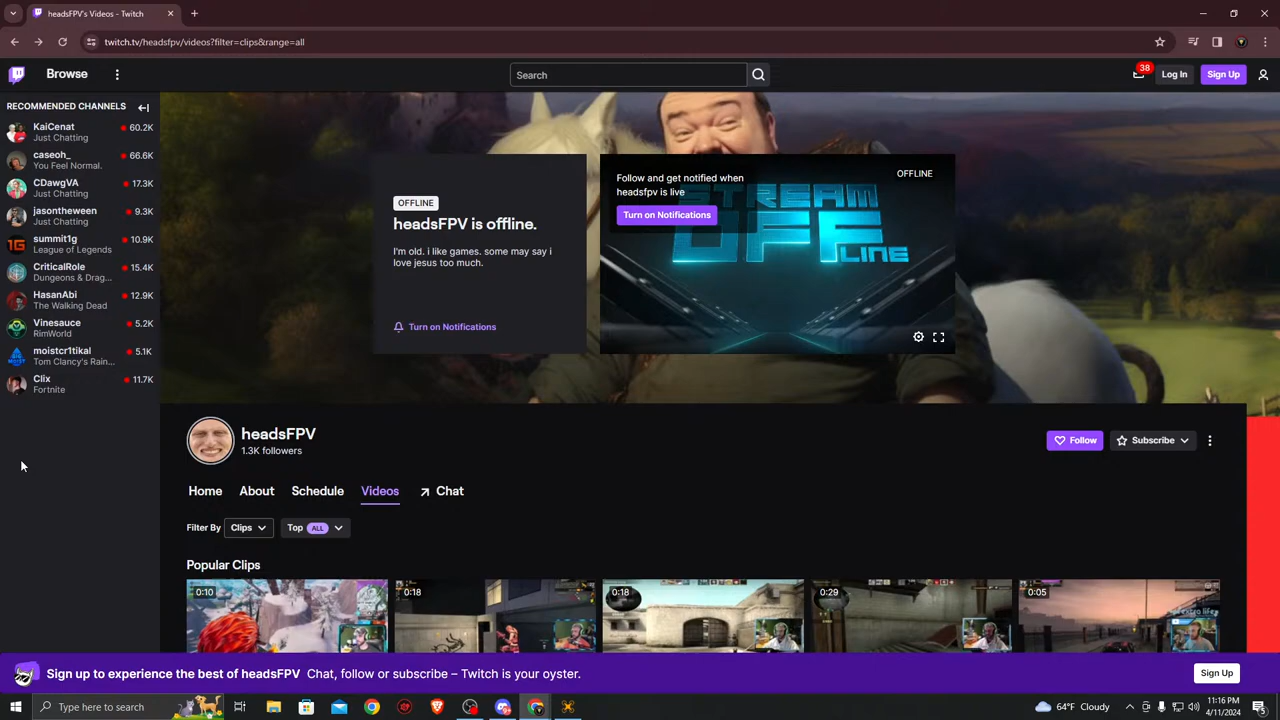 headsFPV's Videos - Twitch
twitch.tv/headsfpv/videos?filter=clips&range=all
Browse
Search
38
Log In
Sign Up
RECOMMENDED CHANNELS
KaiCenat
60.2K
Just Chatting
caseoh_
66.6K
You Feel Normal.
CDawgVA
17.3K
Just Chatting
jasontheween
9.3K
Just Chatting
summit1g
10.9K
League of Legends
CriticalRole
15.4K
Dungeons & Drag...
HasanAbi
12.9K
The Walking Dead
Vinesauce
5.2K
RimWorld
moistcr1tikal
5.1K
Tom Clancy's Rain...
Clix
11.7K
Fortnite
OFFLINE
headsFPV is offline.
I'm old. i like games. some may say i
love jesus too much.
Turn on Notifications
Follow and get notified when
headsfpv is live
Turn on Notifications
OFFLINE
STREAM
OFF
LINE
headsFPV
1.3K followers
Follow
Subscribe
Home
About
Schedule
Videos
Chat
Filter By
Clips
Top
ALL
Popular Clips
0:10
0:18
0:18
0:29
0:05
extra life
Sign up to experience the best of headsFPV
Chat, follow or subscribe – Twitch is your oyster.
Sign Up
Type here to search
64°F Cloudy
11:16 PM
4/11/2024